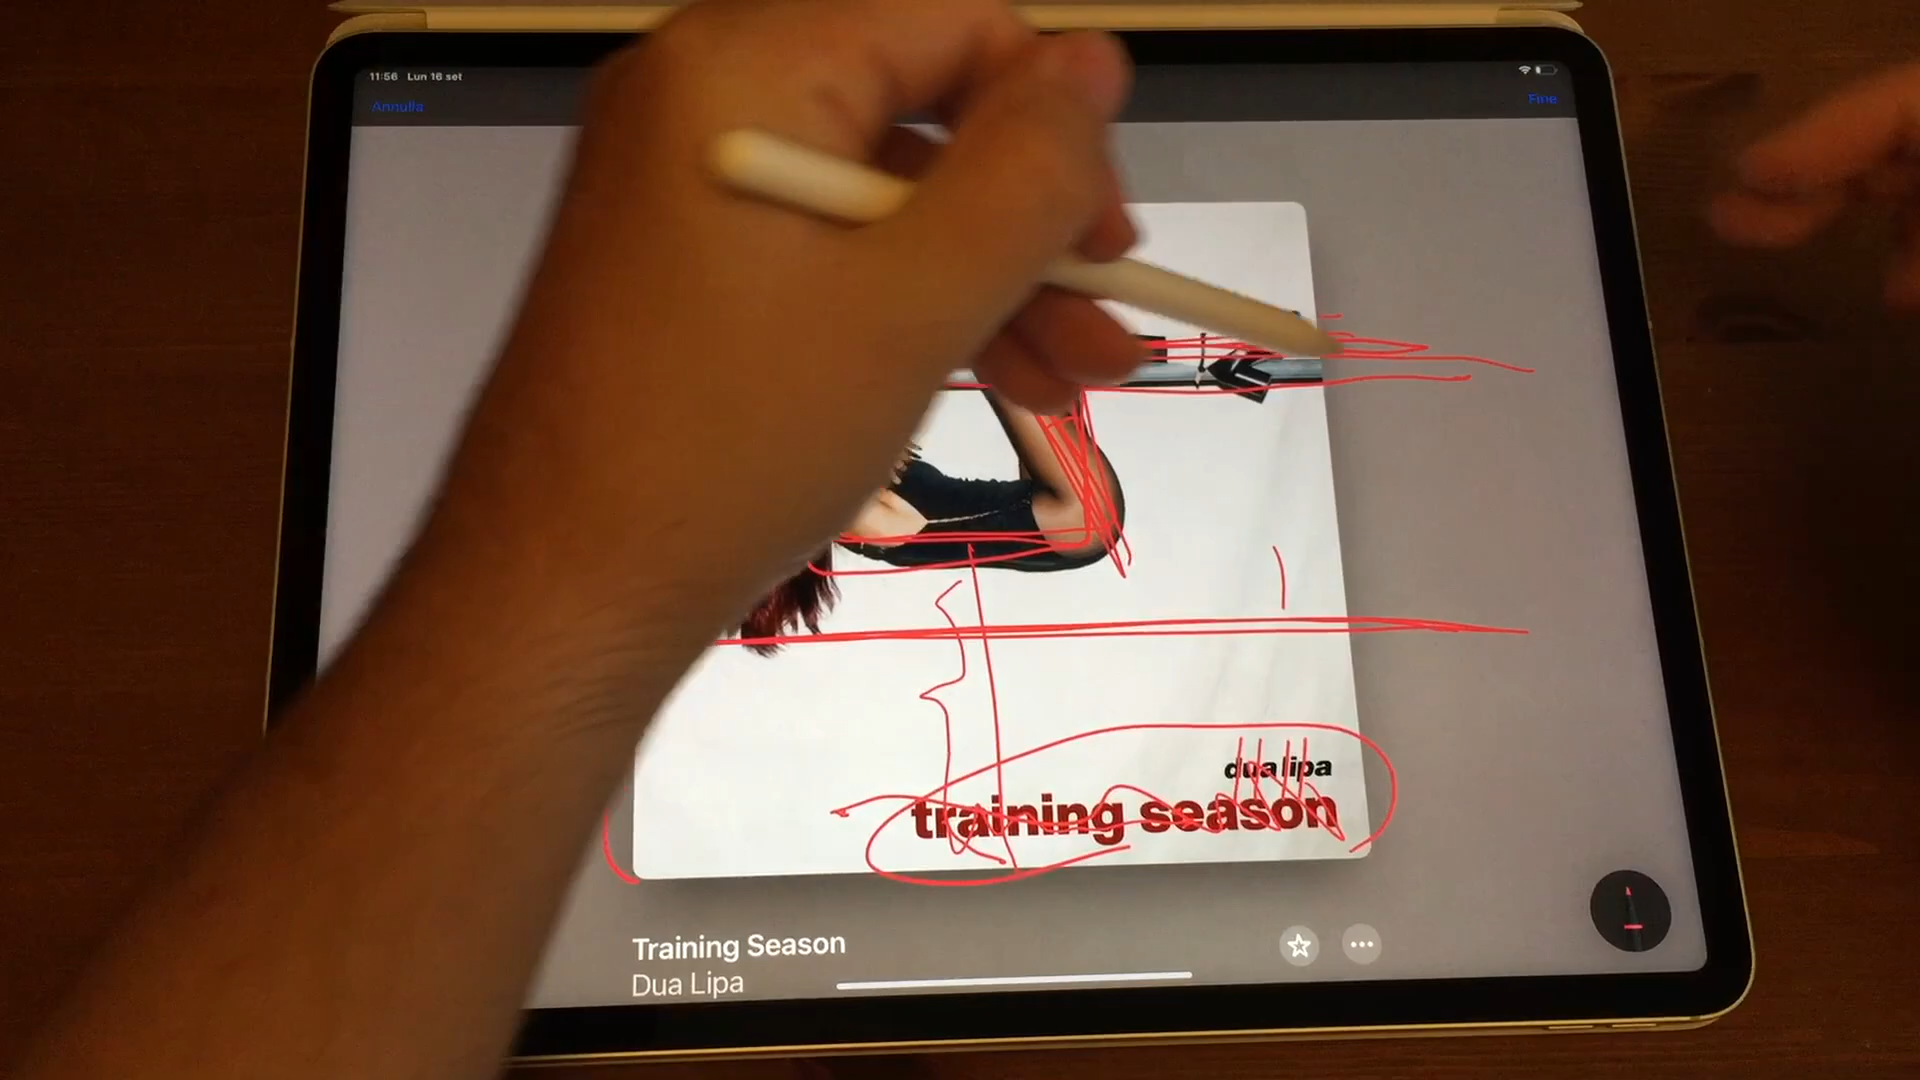 11:56 Lun 16 set
Annulla
Fine
dua lipa
training season
Training Season
Dua Lipa